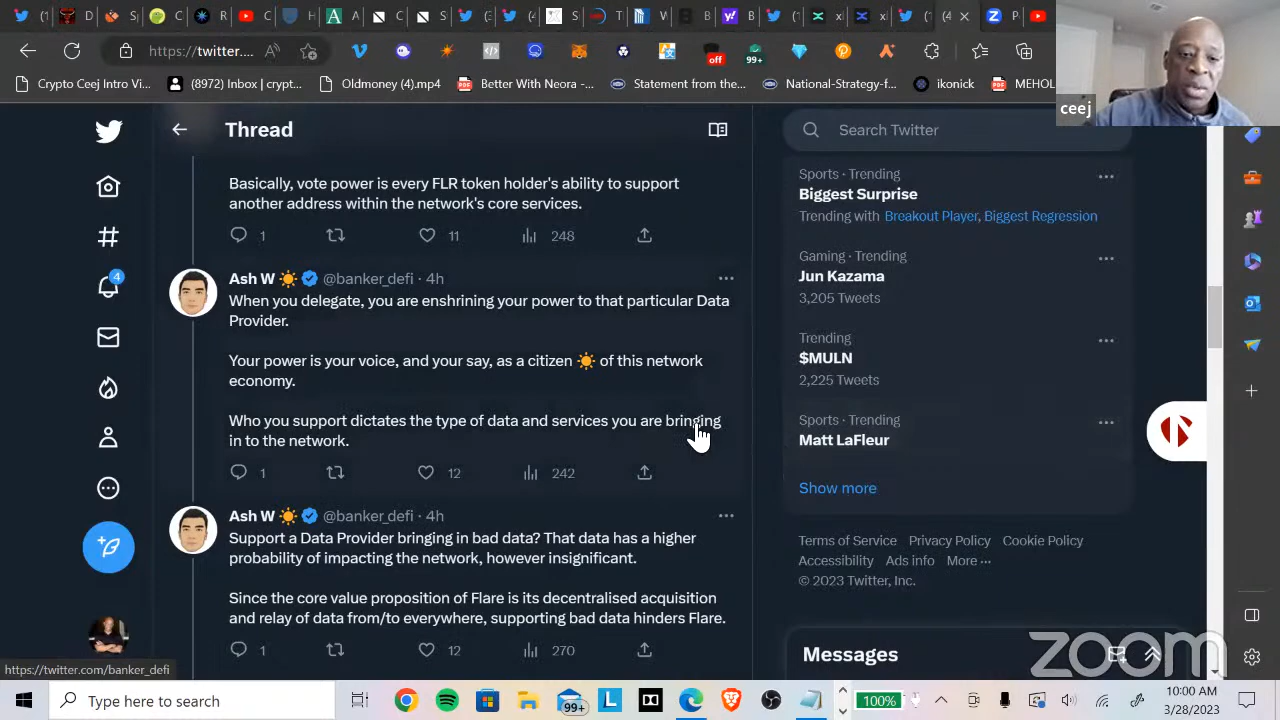 S
T
W
B
Y
P
https://twitter....
off
99+
Crypto Ceej Intro Vi...
(8972) Inbox | crypt...
Oldmoney (4).mp4
Better With Neora -...
Statement from the...
National-Strategy-f...
ikonick
MEHOL
ceej
Thread
Search Twitter
Basically, vote power is every FLR token holder's ability to support
another address within the network's core services.
1
11
248
Ash W @banker_defi · 4h
When you delegate, you are enshrining your power to that particular Data
Provider.
Your power is your voice, and your say, as a citizen of this network
economy.
Who you support dictates the type of data and services you are bringing
in to the network.
1
12
242
Ash W @banker_defi · 4h
Support a Data Provider bringing in bad data? That data has a higher
probability of impacting the network, however insignificant.
Since the core value proposition of Flare is its decentralised acquisition
and relay of data from/to everywhere, supporting bad data hinders Flare.
1
12
270
4
Sports · Trending
Biggest Surprise
Trending with Breakout Player, Biggest Regression
Gaming · Trending
Jun Kazama
3,205 Tweets
Trending
$MULN
2,225 Tweets
Sports · Trending
Matt LaFleur
Show more
Terms of Service Privacy Policy Cookie Policy
Accessibility Ads info More ···
© 2023 Twitter, Inc.
Messages
zoom
https://twitter.com/banker_defi
Type here to search
99+
L
100%
10:00 AM
3/28/2023